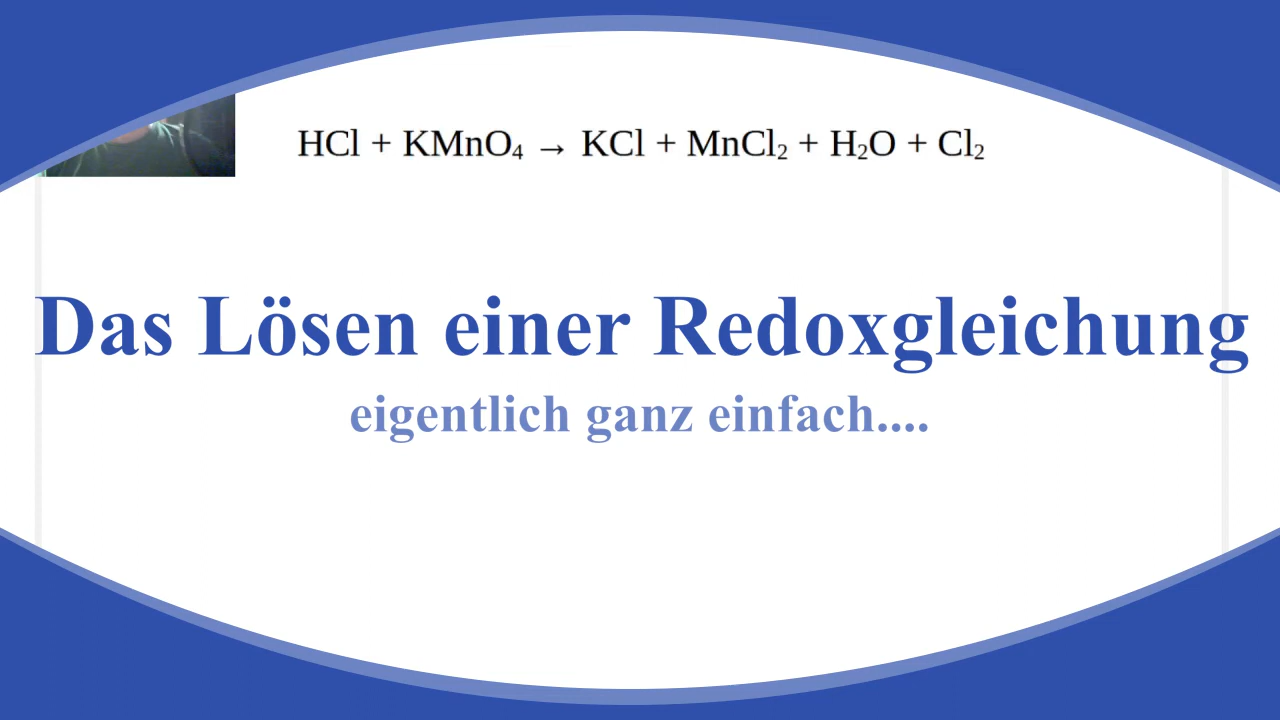 HCl + KMnO₄ → KCl + MnCl₂ + H₂O + Cl₂
Das Lösen einer Redoxgleichung
eigentlich ganz einfach....